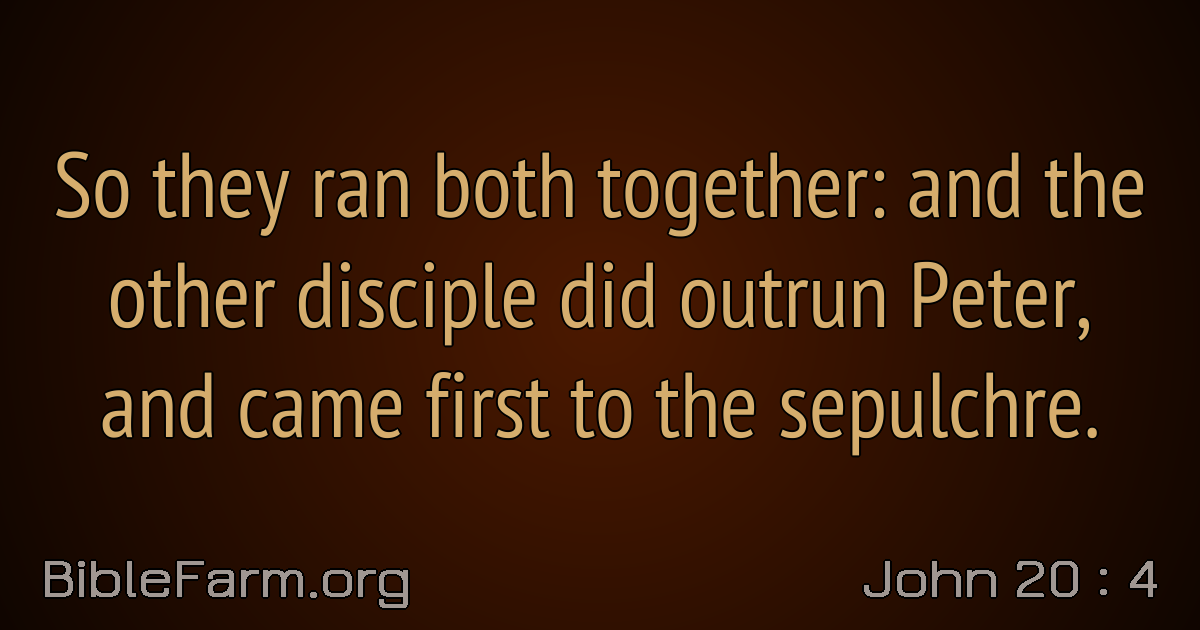 So they ran both together: and the
other disciple did outrun Peter,
and came first to the sepulchre.
BibleFarm.org
John 20 : 4